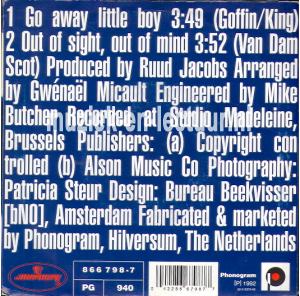 1 Go away little boy 3:49 (Goffin/King)
2 Out of sight, out of mind 3:52 (Van Dam
Scot) Produced by Ruud Jacobs Arranged
by Gwénaël Micault Engineered by Mike
Butcher Recorded at Studio Madeleine,
Brussels Publishers: (a) Copyright con
trolled (b) Alson Music Co Photography:
Patricia Steur Design: Bureau Beekvisser
[bNO], Amsterdam Fabricated & marketed
by Phonogram, Hilversum, The Netherlands
mercury
866 798-7
PG 940
Phonogram
[P] 1992